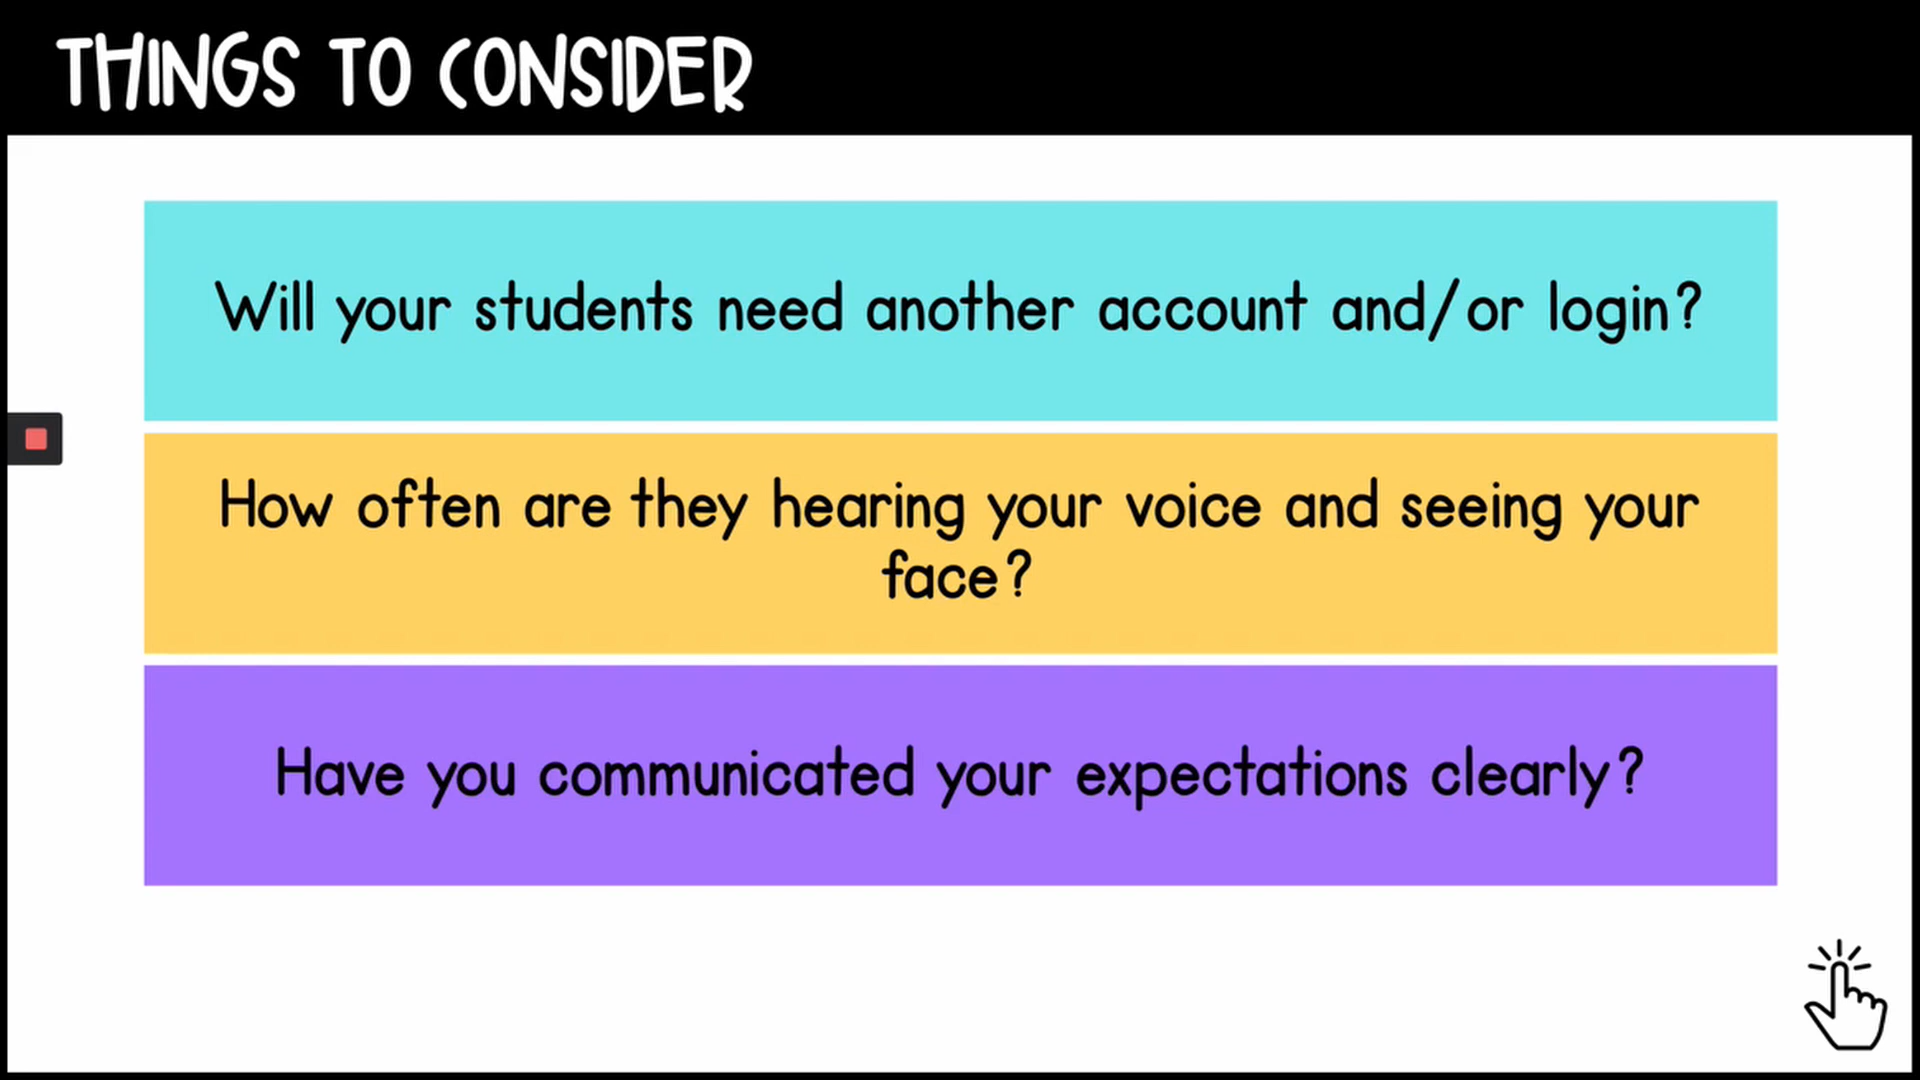 THINGS TO CONSIDER
Will your students need another account and/or login?
How often are they hearing your voice and seeing your
face?
Have you communicated your expectations clearly?